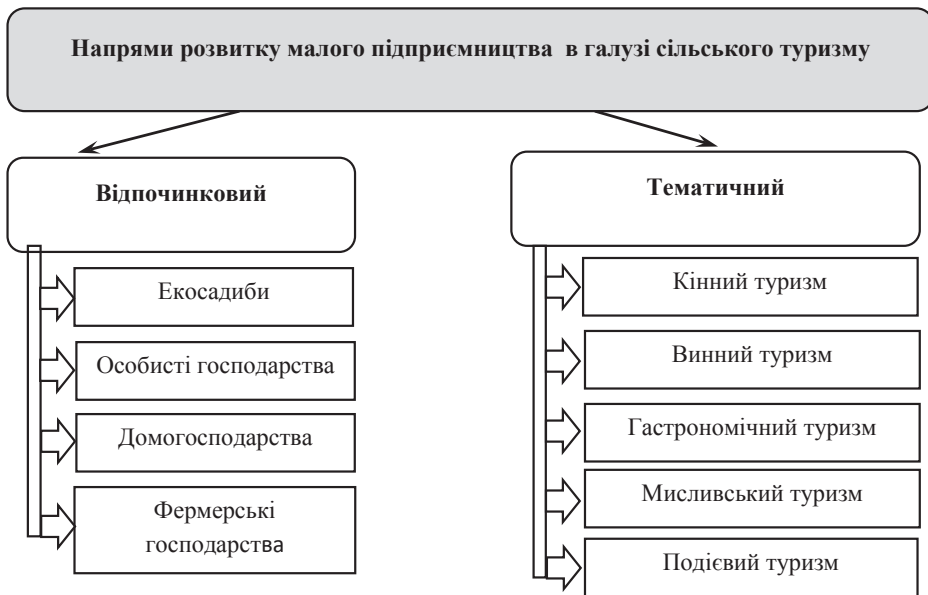 Напрями розвитку малого підприємництва в галузі сільського туризму
Відпочинковий
Екосадиби
Особисті господарства
Домогосподарства
Фермерські
господарства
Тематичний
Кінний туризм
Винний туризм
Гастрономічний туризм
Мисливський туризм
Подієвий туризм